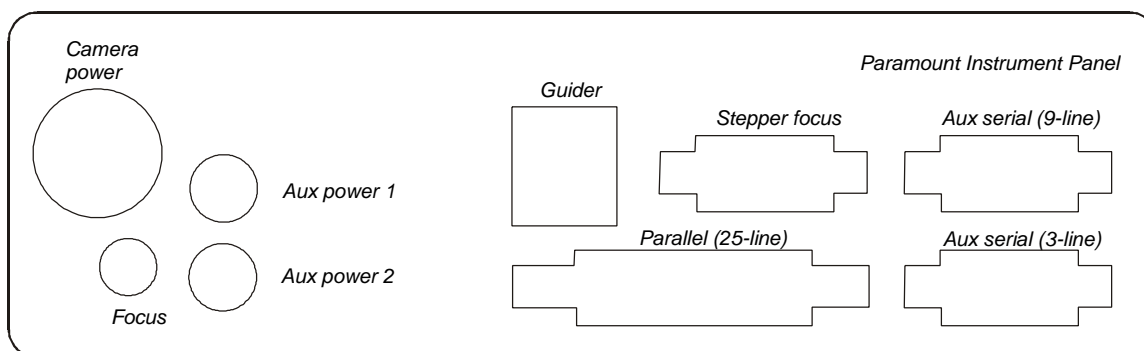 Camera
power
Paramount Instrument Panel
Guider
Stepper focus
Aux serial (9-line)
Aux power 1
Parallel (25-line)
Aux serial (3-line)
Aux power 2
Focus